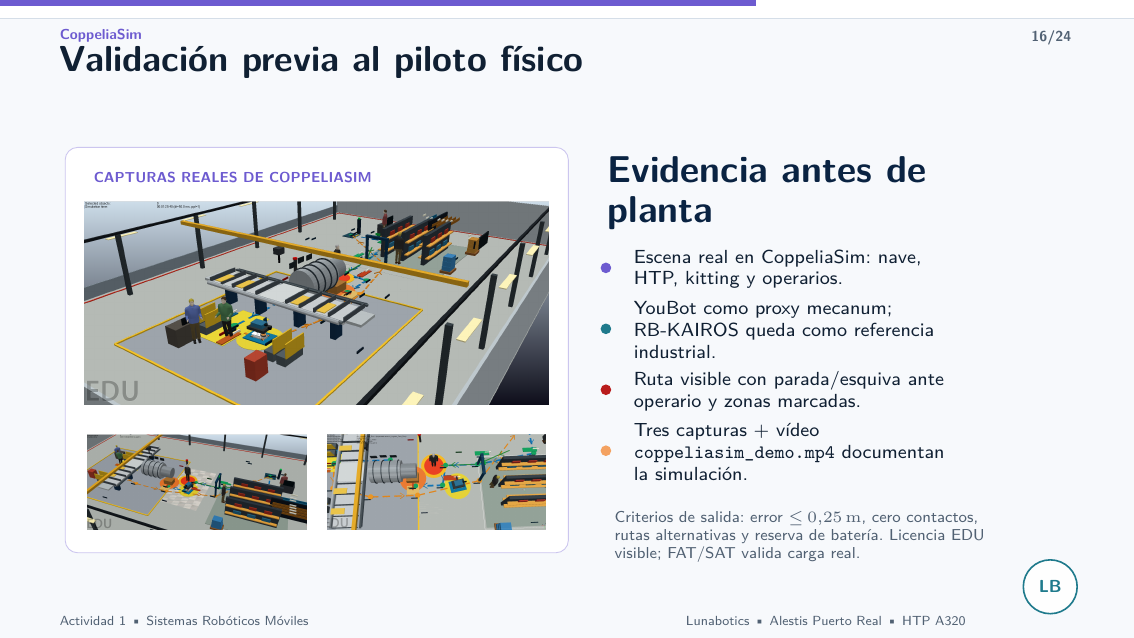 CoppeliaSim
Validación previa al piloto físico
16/24
CAPTURAS REALES DE COPPELIASIM
EDU
Evidencia antes de
planta
Escena real en CoppeliaSim: nave,
HTP, kitting y operarios.
YouBot como proxy mecanum;
RB-KAIROS queda como referencia
industrial.
Ruta visible con parada/esquiva ante
operario y zonas marcadas.
Tres capturas + vídeo
coppeliasim_demo.mp4 documentan
la simulación.
Criterios de salida: error ≤ 0,25 m, cero contactos,
rutas alternativas y reserva de batería. Licencia EDU
visible; FAT/SAT valida carga real.
LB
Actividad 1 ▪ Sistemas Robóticos Móviles
Lunabotics ▪ Alestis Puerto Real ▪ HTP A320